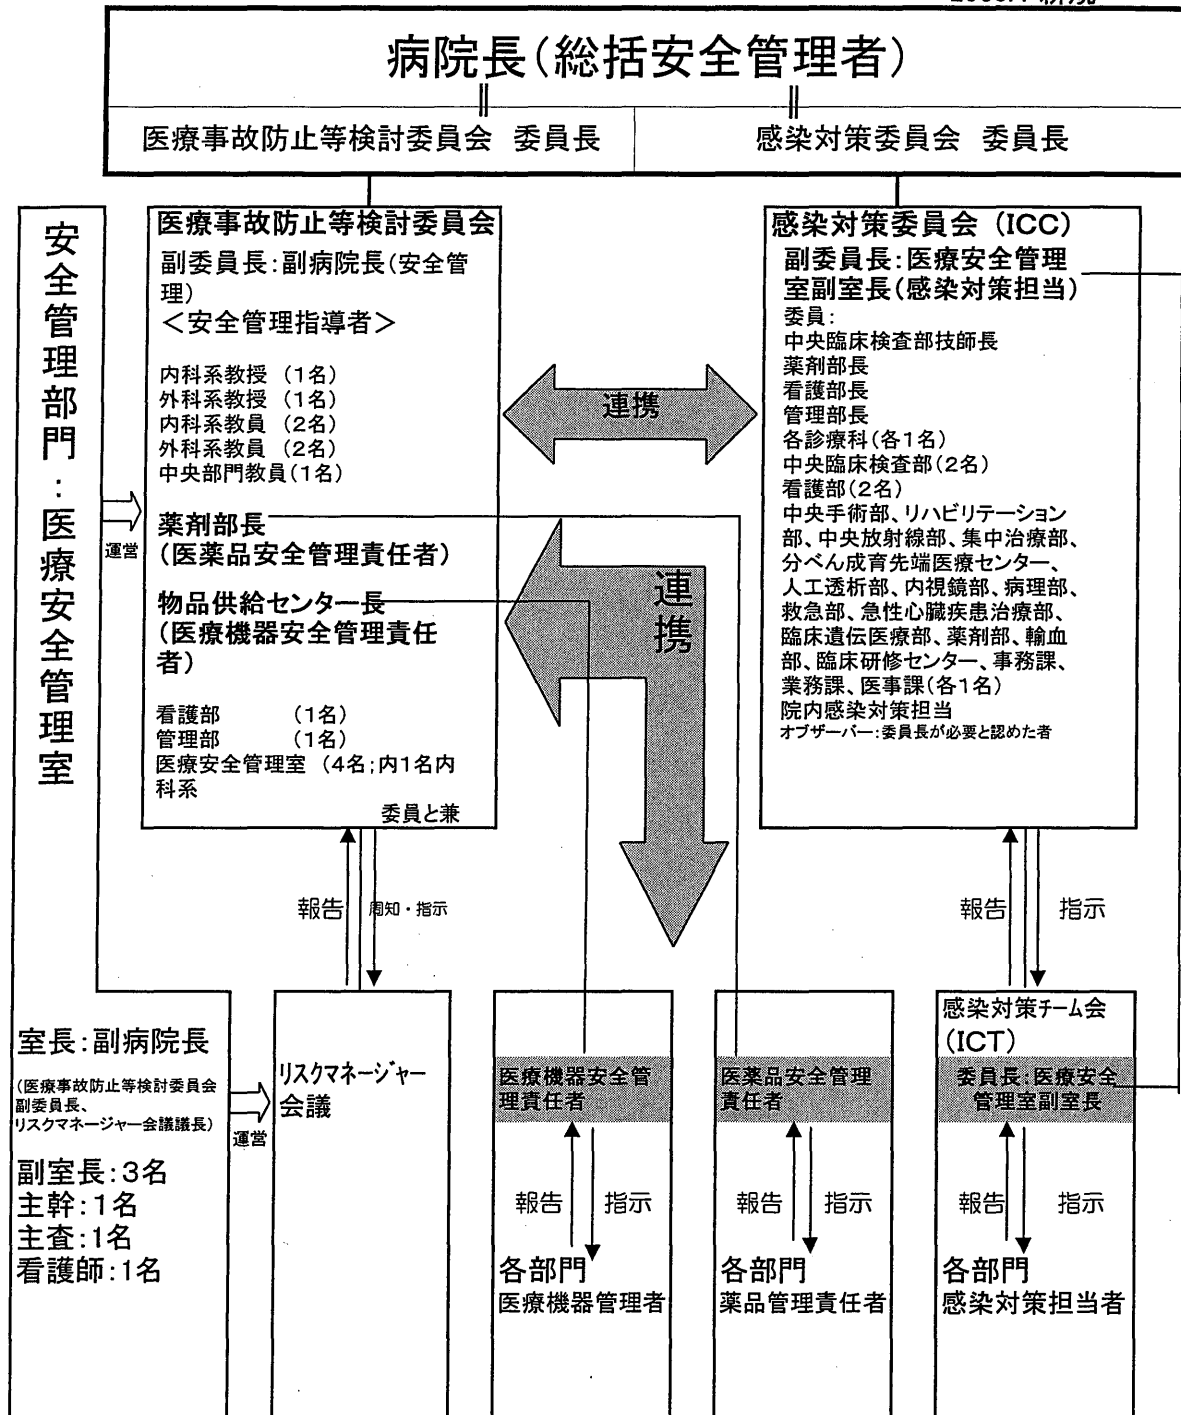 病院長(総括安全管理者)
医療事故防止等検討委員会 委員長
感染対策委員会 委員長
安全管理部門:医療安全管理室
医療事故防止等検討委員会
副委員長:副病院長(安全管
理)
<安全管理指導者>
内科系教授 (1名)
外科系教授 (1名)
内科系教員 (2名)
外科系教員 (2名)
中央部門教員(1名)
薬剤部長
(医薬品安全管理責任者)
物品供給センター長
(医療機器安全管理責任
者)
看護部 (1名)
管理部 (1名)
医療安全管理室 (4名;内1名内
科系
委員と兼
運営
連携
連携
感染対策委員会 (ICC)
副委員長:医療安全管理
室副室長(感染対策担当)
委員:
中央臨床検査部技師長
薬剤部長
看護部長
管理部長
各診療科(各1名)
中央臨床検査部(2名)
看護部(2名)
中央手術部、リハビリテーション
部、中央放射線部、集中治療部、
分べん成育先端医療センター、
人工透析部、内視鏡部、病理部、
救急部、急性心臓疾患治療部、
臨床遺伝医療部、薬剤部、輸血
部、臨床研修センター、事務課、
業務課、医事課(各1名)
院内感染対策担当
オブザーバー:委員長が必要と認めた者
報告 周知・指示
報告 指示
室長:副病院長
(医療事故防止等検討委員会
副委員長、
リスクマネージャー会議議長)
副室長:3名
主幹:1名
主査:1名
看護師:1名
運営
リスクマネージャー
会議
医療機器安全管
理責任者
報告 指示
各部門
医療機器管理者
医薬品安全管理
責任者
報告 指示
各部門
薬品管理責任者
感染対策チーム会
(ICT)
委員長:医療安全
管理室副室長
報告 指示
各部門
感染対策担当者